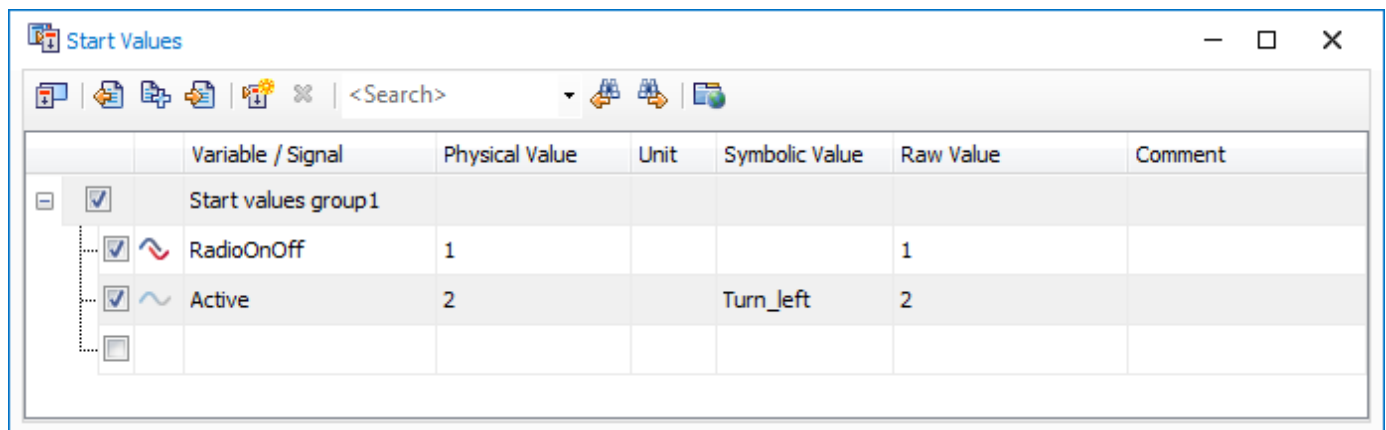 Start Values
<Search>
Variable / Signal Physical Value Unit Symbolic Value Raw Value Comment
Start values group1
RadioOnOff 1 1
Active 2 Turn_left 2